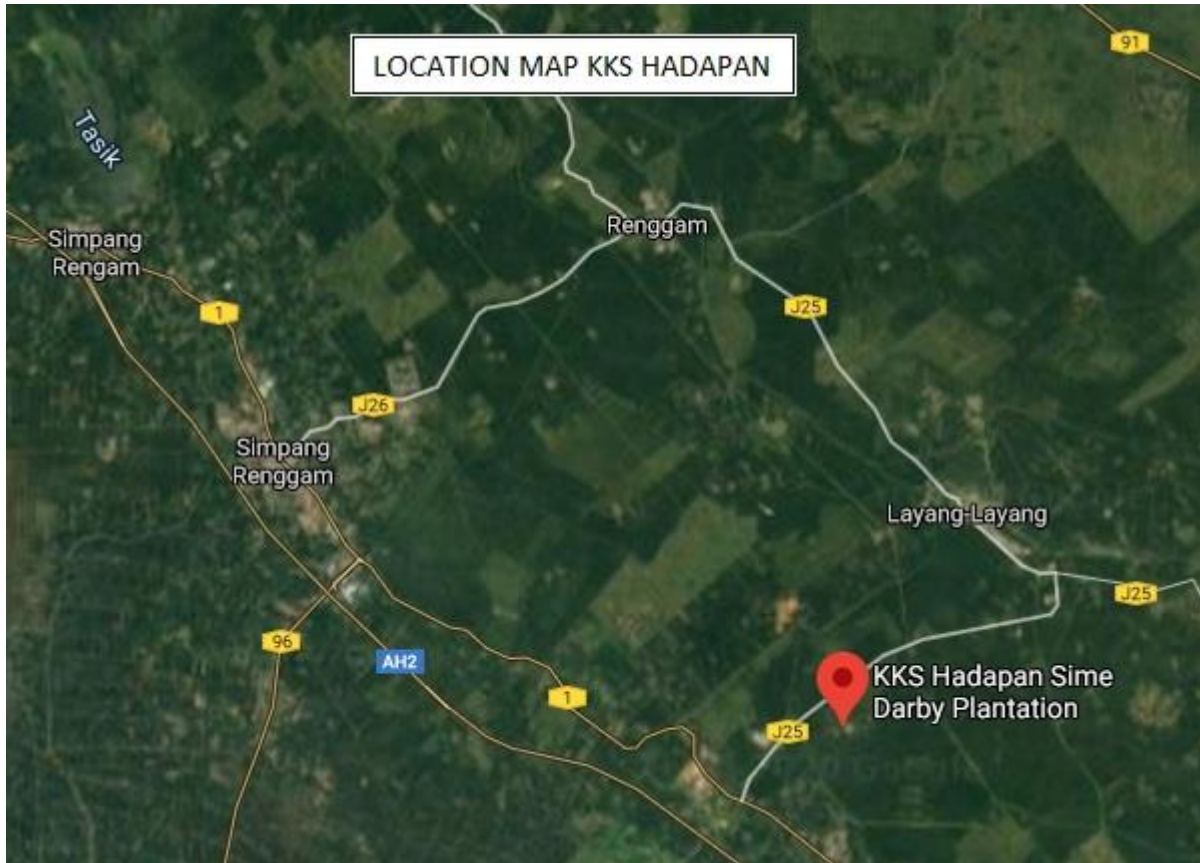 LOCATION MAP KKS HADAPAN
91
Tasik
Renggam
Simpang
Rengam
1
J25
J26
Simpang
Renggam
Layang-Layang
J25
96
AH2
KKS Hadapan Sime
Darby Plantation
1
J25